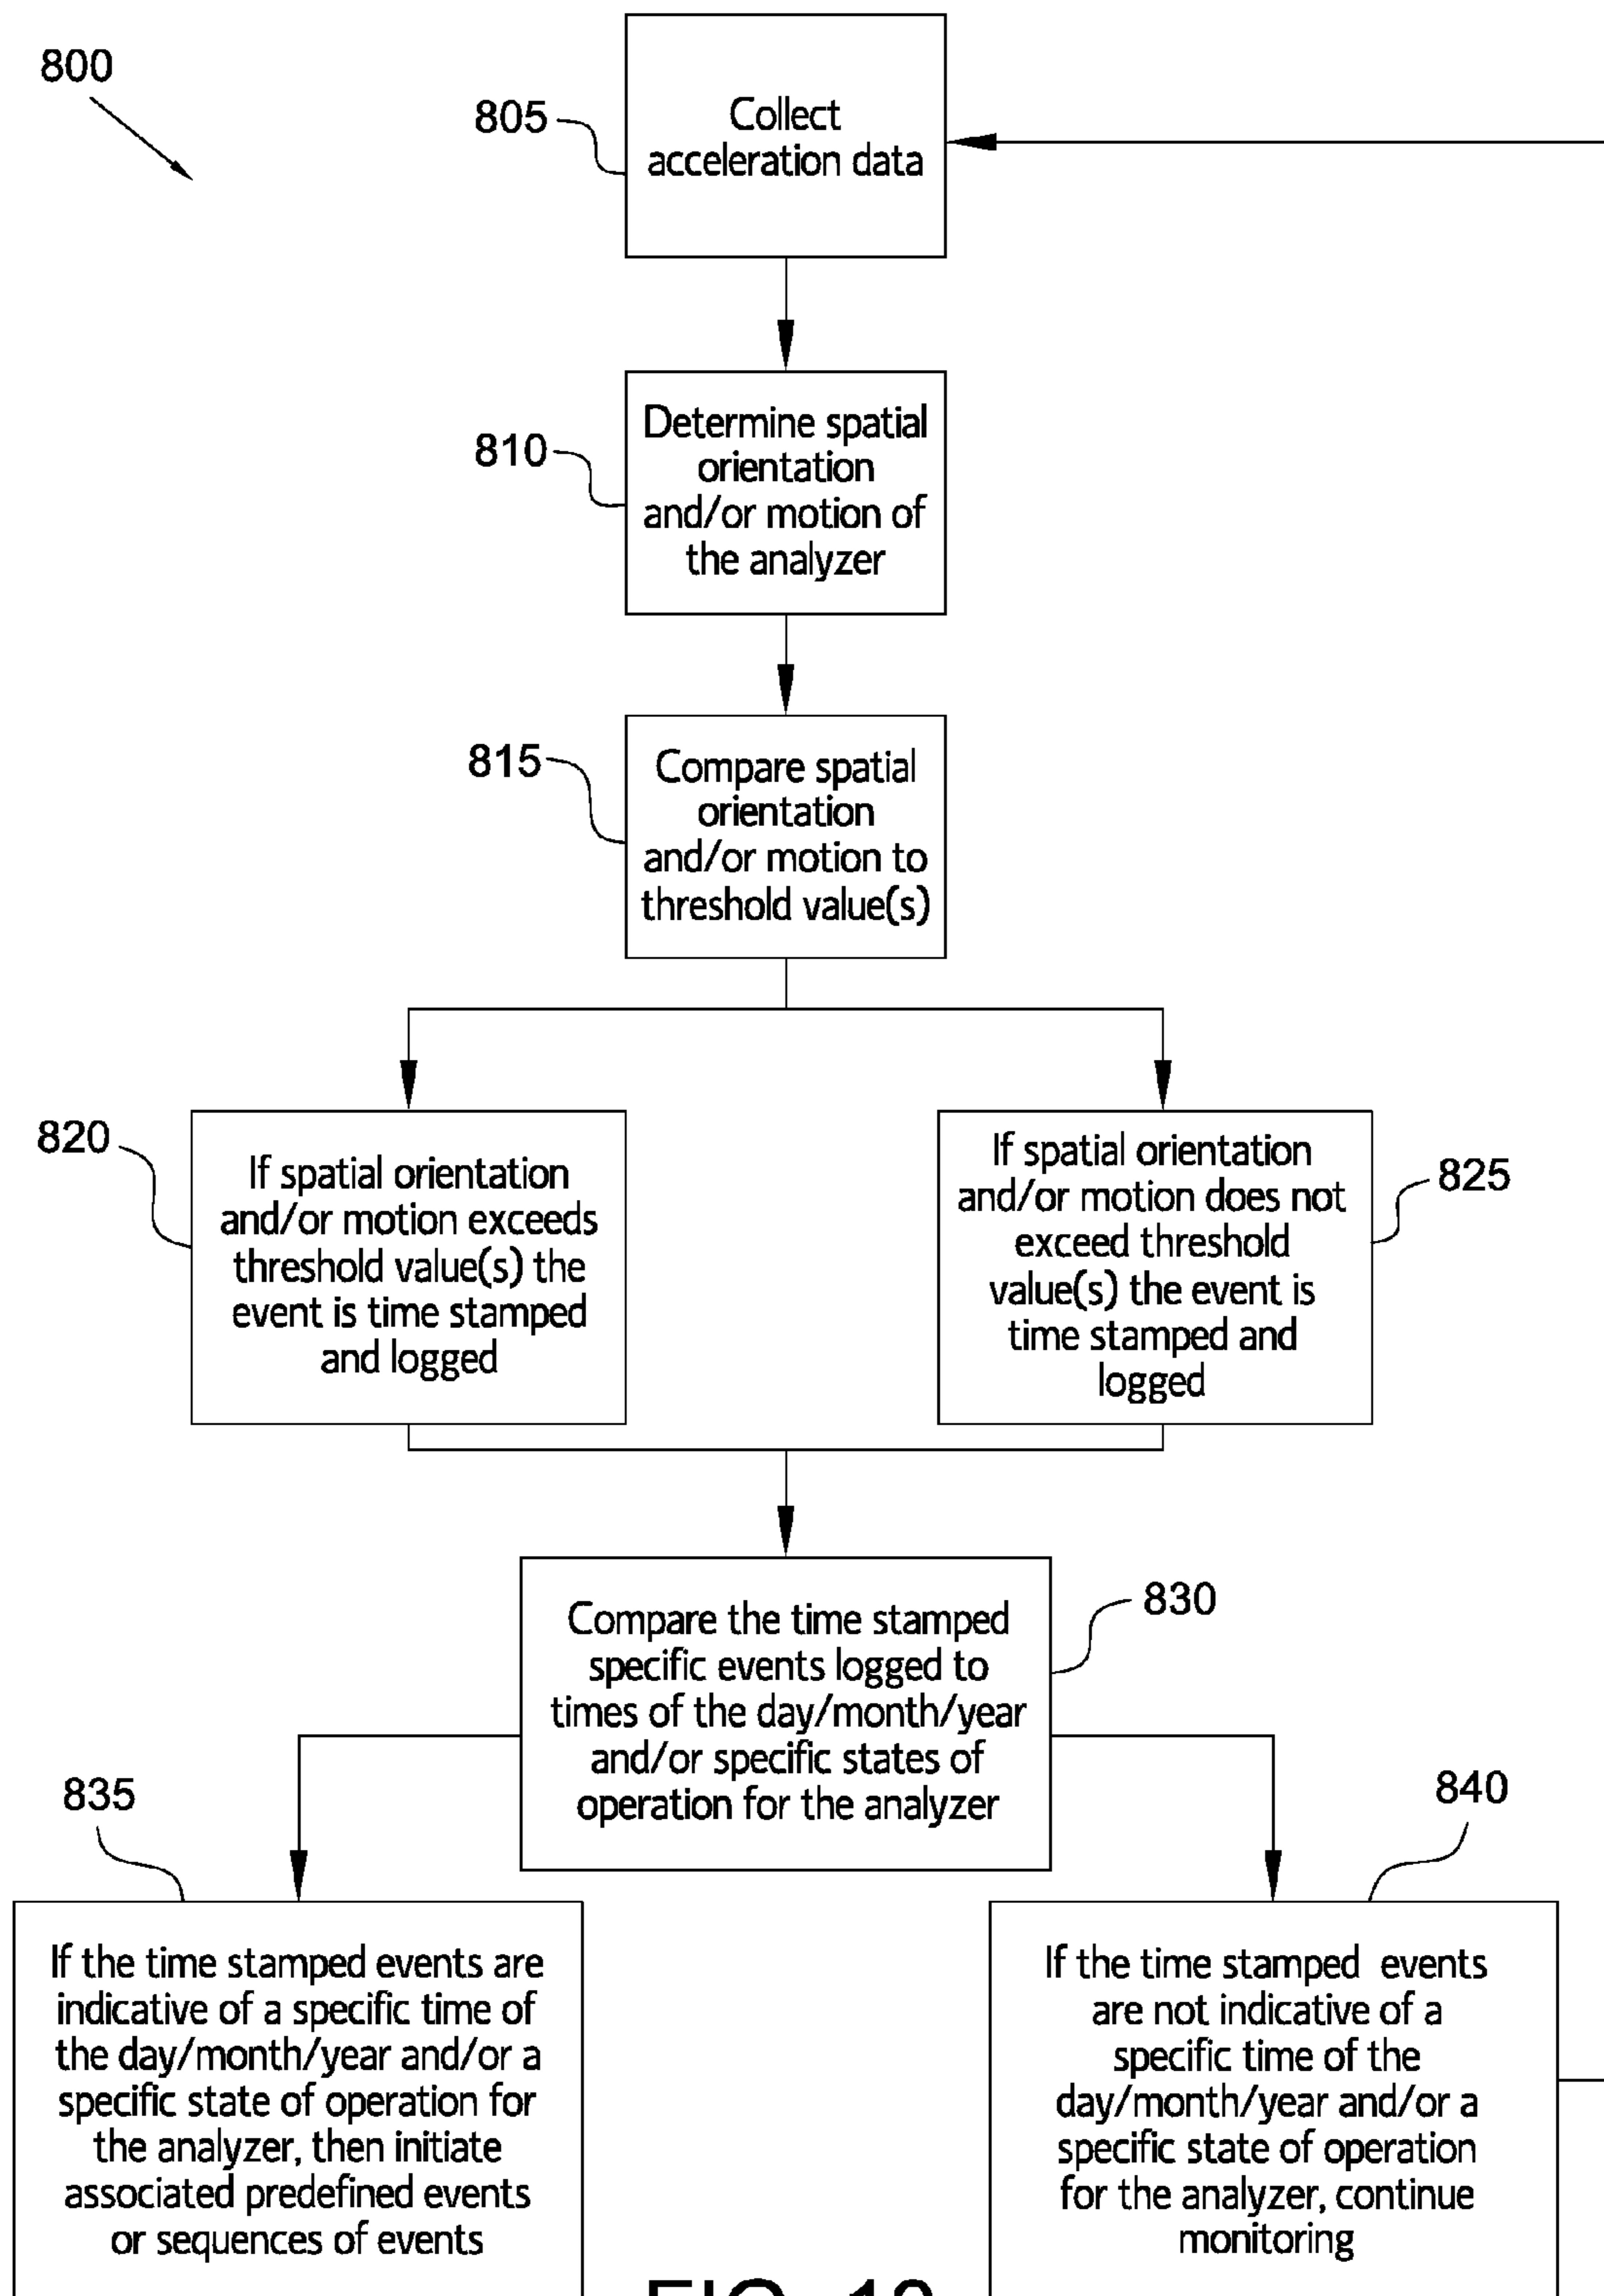 800
805
Collect
acceleration data
810
Determine spatial
orientation
and/or motion of
the analyzer
815
Compare spatial
orientation
and/or motion to
threshold value(s)
820
If spatial orientation
and/or motion exceeds
threshold value(s) the
event is time stamped
and logged
If spatial orientation
and/or motion does not
exceed threshold
value(s) the event is
time stamped and
logged
825
Compare the time stamped
specific events logged to
times of the day/month/year
and/or specific states of
operation for the analyzer
830
835
If the time stamped events are
indicative of a specific time of
the day/month/year and/or a
specific state of operation for
the analyzer, then initiate
associated predefined events
or sequences of events
840
If the time stamped events
are not indicative of a
specific time of the
day/month/year and/or a
specific state of operation
for the analyzer, continue
monitoring
FIG.